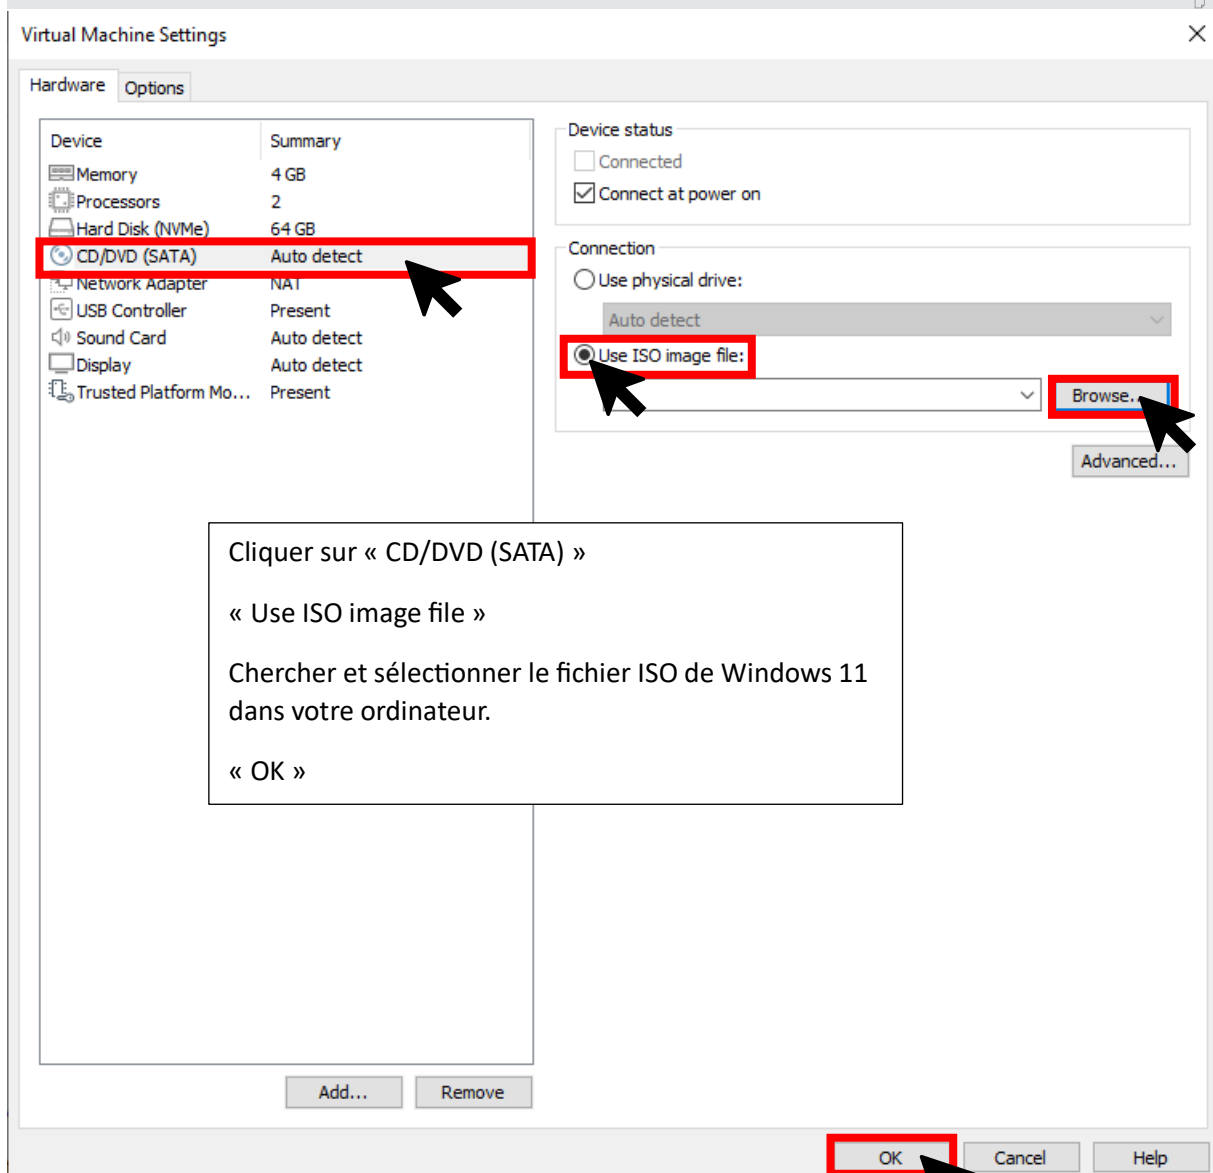 Virtual Machine Settings
Hardware Options
Device Summary
Memory 4 GB
Processors 2
Hard Disk (NVMe) 64 GB
CD/DVD (SATA) Auto detect
Network Adapter NAT
USB Controller Present
Sound Card Auto detect
Display Auto detect
Trusted Platform Mo... Present
Device status
Connected
Connect at power on
Connection
Use physical drive:
Auto detect
Use ISO image file:
Browse...
Advanced...
Cliquer sur « CD/DVD (SATA) »
« Use ISO image file »
Chercher et sélectionner le fichier ISO de Windows 11
dans votre ordinateur.
« OK »
Add... Remove
OK Cancel Help